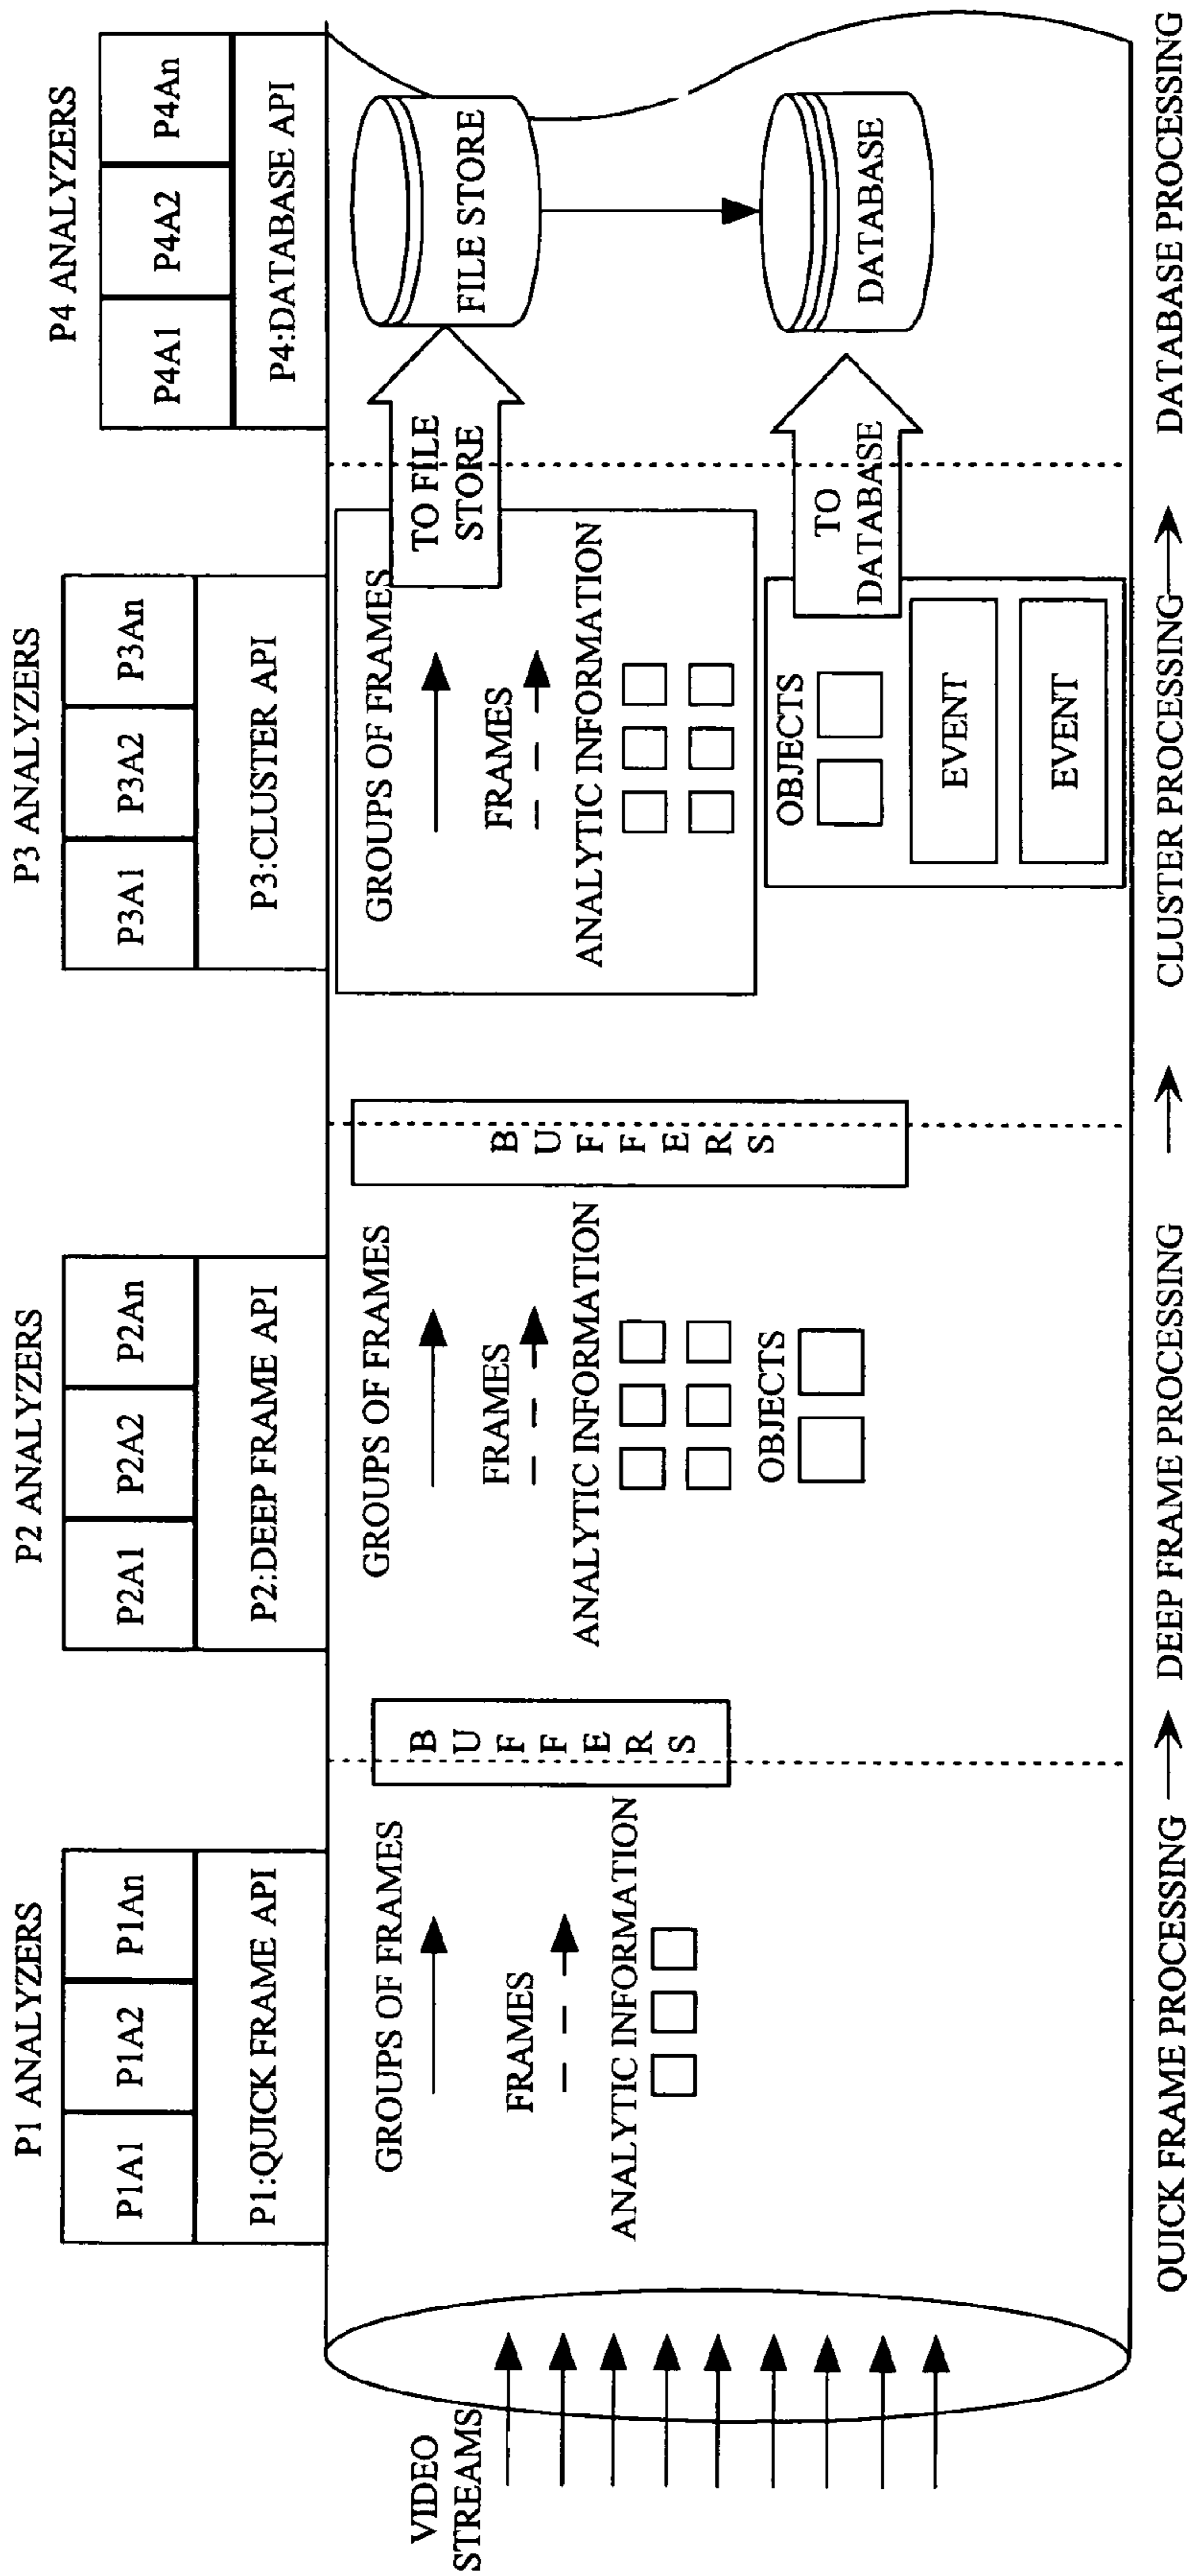 P1 ANALYZERS
P1A1
P1A2
P1An
P1:QUICK FRAME API
P2 ANALYZERS
P2A1
P2A2
P2An
P2:DEEP FRAME API
P3 ANALYZERS
P3A1
P3A2
P3An
P3:CLUSTER API
P4 ANALYZERS
P4A1
P4A2
P4An
P4:DATABASE API
VIDEO
STREAMS
GROUPS OF FRAMES
FRAMES
ANALYTIC INFORMATION
B
U
F
F
E
R
S
GROUPS OF FRAMES
FRAMES
ANALYTIC INFORMATION
OBJECTS
B
U
F
F
E
R
S
GROUPS OF FRAMES
FRAMES
ANALYTIC INFORMATION
OBJECTS
EVENT
EVENT
TO FILE
STORE
TO
DATABASE
FILE STORE
DATABASE
QUICK FRAME PROCESSING
DEEP FRAME PROCESSING
CLUSTER PROCESSING
DATABASE PROCESSING